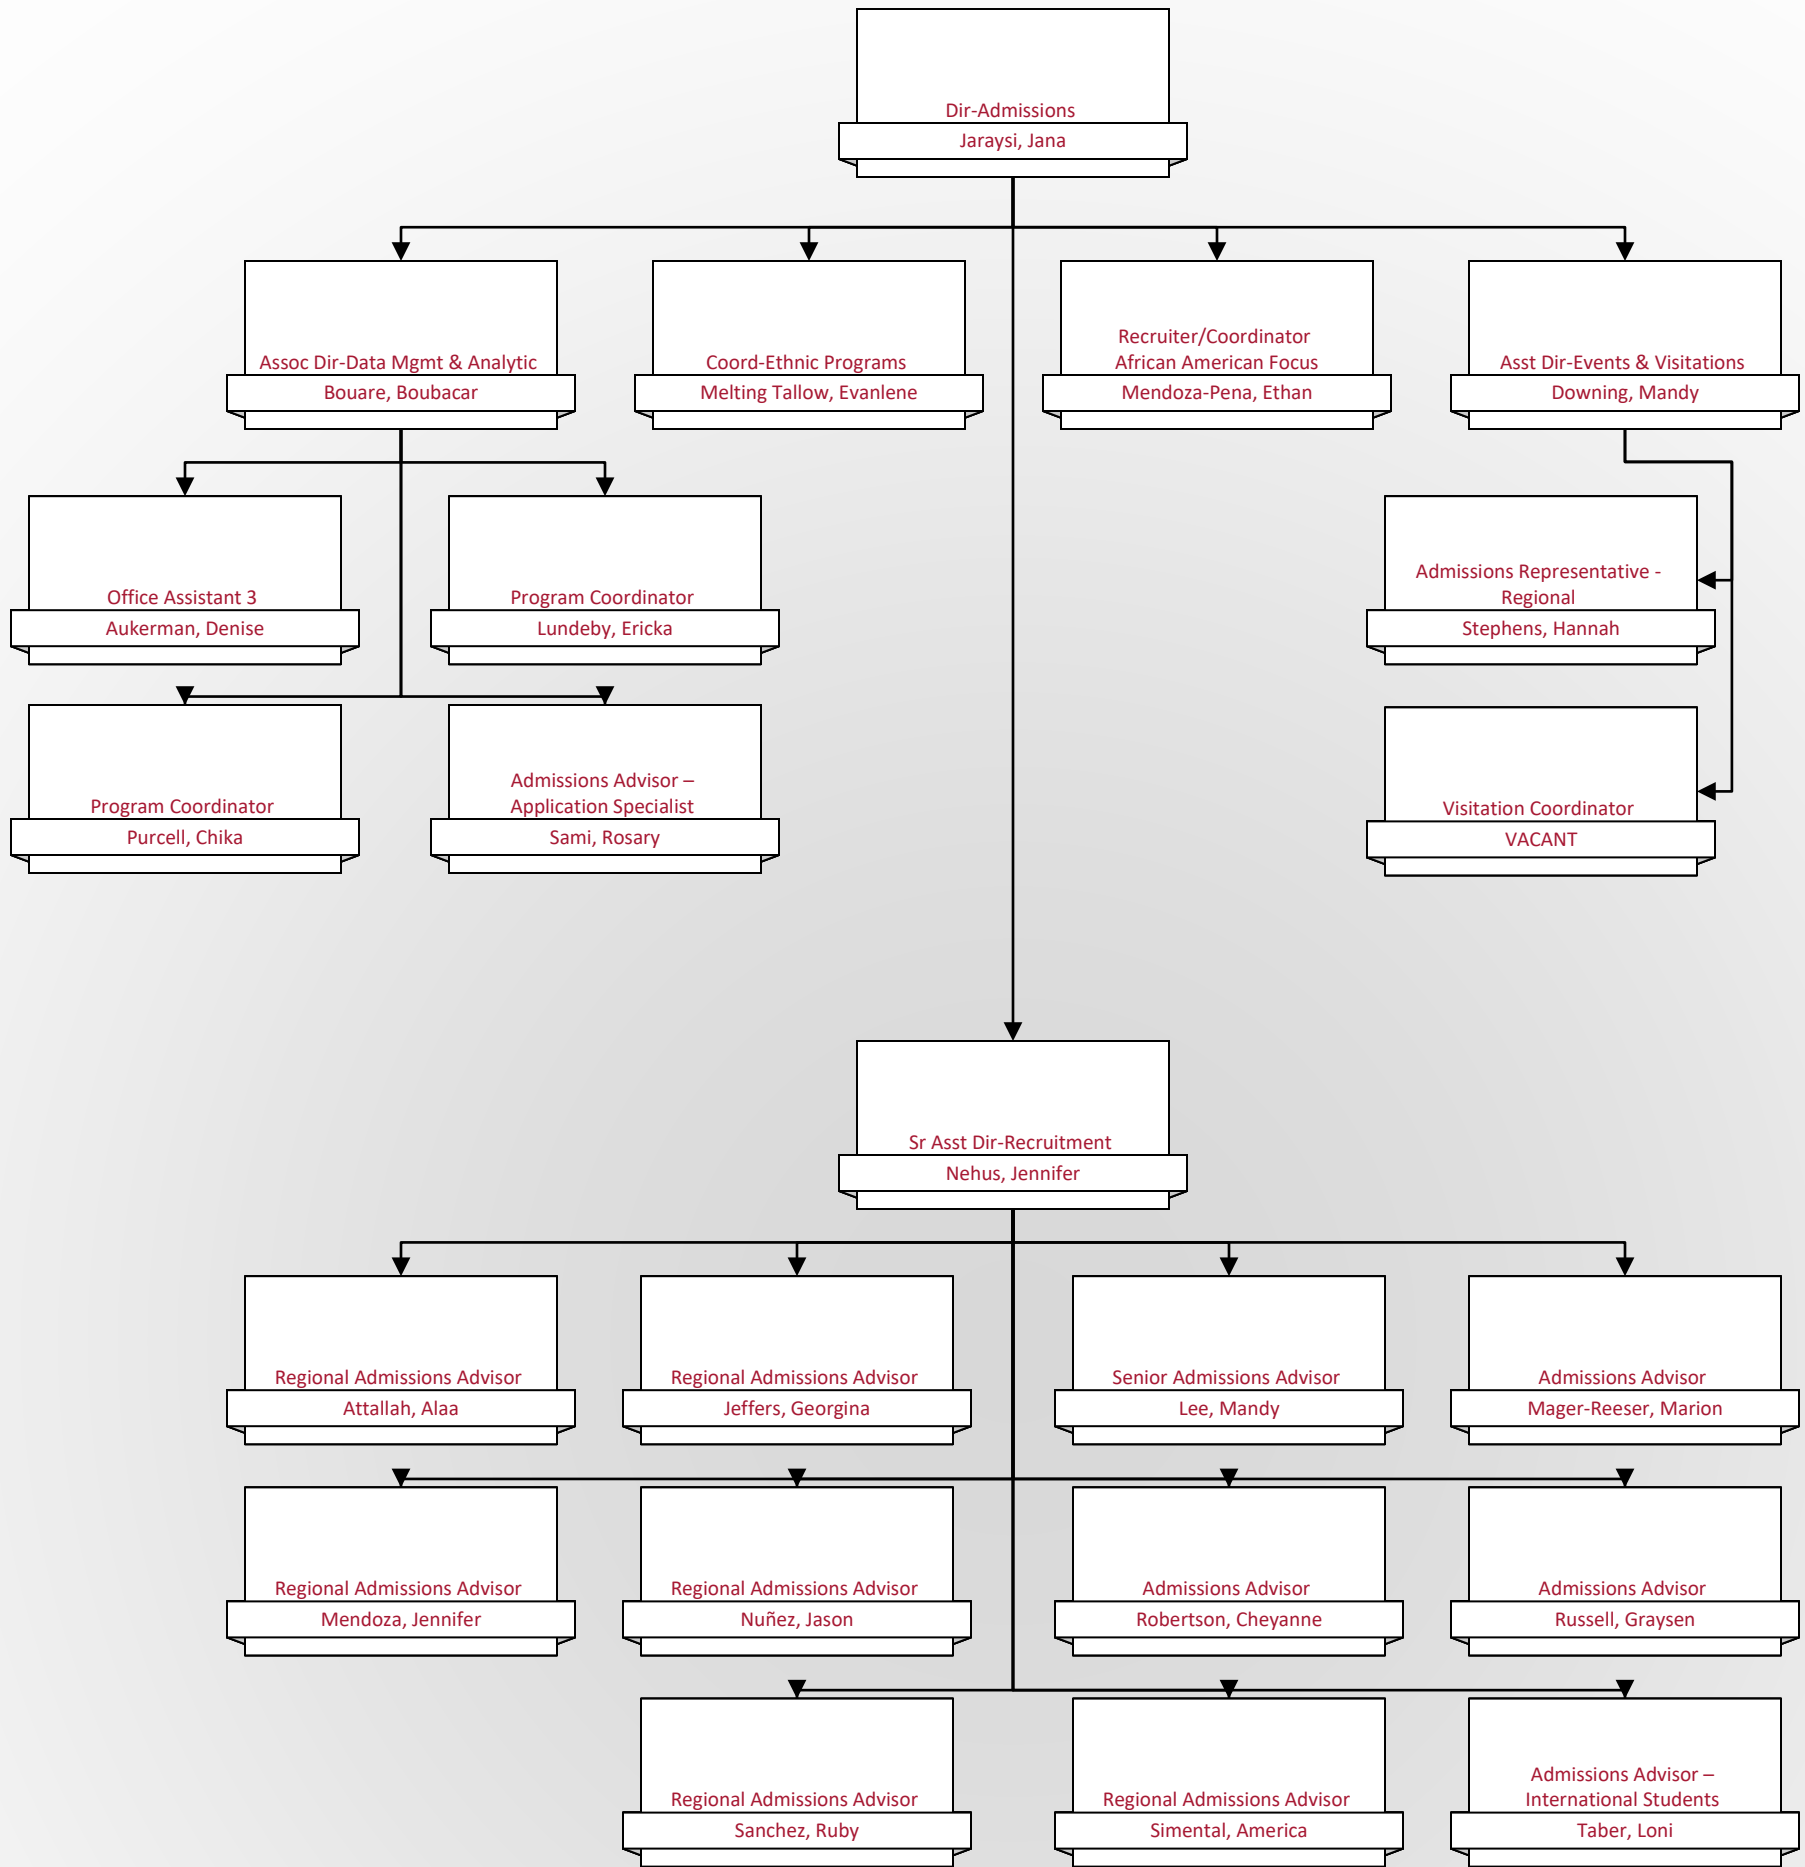 Dir-Admissions
Jaraysi, Jana
Assoc Dir-Data Mgmt & Analytic
Bouare, Boubacar
Coord-Ethnic Programs
Melting Tallow, Evanlene
Recruiter/Coordinator
African American Focus
Mendoza-Pena, Ethan
Asst Dir-Events & Visitations
Downing, Mandy
Office Assistant 3
Aukerman, Denise
Program Coordinator
Lundeby, Ericka
Admissions Representative -
Regional
Stephens, Hannah
Program Coordinator
Purcell, Chika
Admissions Advisor –
Application Specialist
Sami, Rosary
Visitation Coordinator
VACANT
Sr Asst Dir-Recruitment
Nehus, Jennifer
Regional Admissions Advisor
Attallah, Alaa
Regional Admissions Advisor
Jeffers, Georgina
Senior Admissions Advisor
Lee, Mandy
Admissions Advisor
Mager-Reeser, Marion
Regional Admissions Advisor
Mendoza, Jennifer
Regional Admissions Advisor
Nuñez, Jason
Admissions Advisor
Robertson, Cheyanne
Admissions Advisor
Russell, Graysen
Regional Admissions Advisor
Sanchez, Ruby
Regional Admissions Advisor
Simental, America
Admissions Advisor –
International Students
Taber, Loni